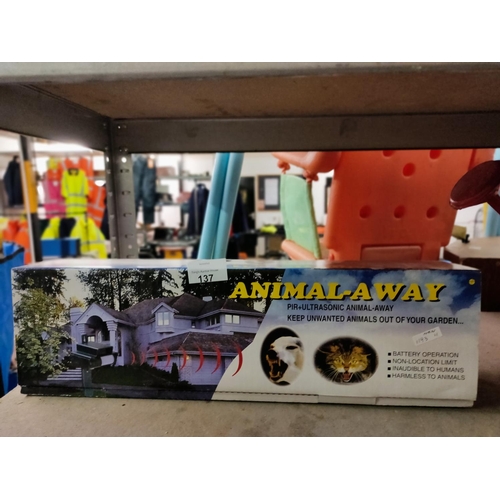 137
ANIMAL-AWAY
PIR+ULTRASONIC ANIMAL-AWAY
KEEP UNWANTED ANIMALS OUT OF YOUR GARDEN...
■ BATTERY OPERATION
■ NON-LOCATION LIMIT
■ INAUDIBLE TO HUMANS
■ HARMLESS TO ANIMALS